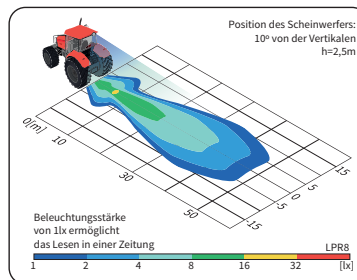 Position des Scheinwerfers:
10º von der Vertikalen
h=2,5m
0[m]
10
30
50
15
5
0
-5
-15
Beleuchtungsstärke
von 1lx ermöglicht
das Lesen in einer Zeitung
LPR8
1 2 4 8 16 32 [lx]